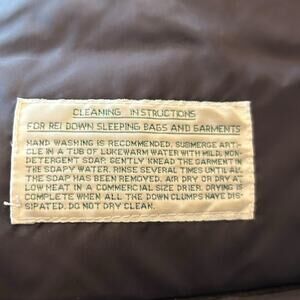 CLEANING INSTRUCTIONS
FOR REI DOWN SLEEPING BAGS AND GARMENTS
HAND WASHING IS RECOMMENDED. SUBMERGE ARTI-
CLE IN A TUB OF LUKEWARM WATER WITH MILD, NON-
DETERGENT SOAP. GENTLY KNEAD THE GARMENT IN
THE SOAPY WATER. RINSE SEVERAL TIMES UNTIL ALL
THE SOAP HAS BEEN REMOVED. AIR DRY OR DRY AT
LOW HEAT IN A COMMERCIAL SIZE DRIER. DRYING IS
COMPLETE WHEN ALL THE DOWN CLUMPS HAVE DIS-
SIPATED. DO NOT DRY CLEAN.